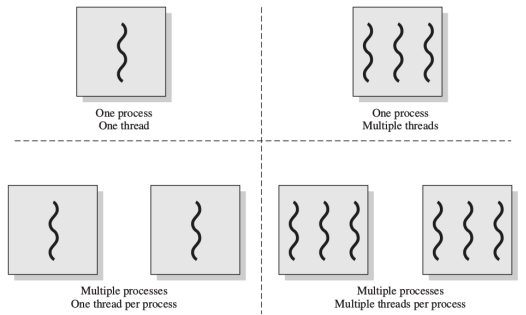 One process
One thread
One process
Multiple threads
Multiple processes
One thread per process
Multiple processes
Multiple threads per process